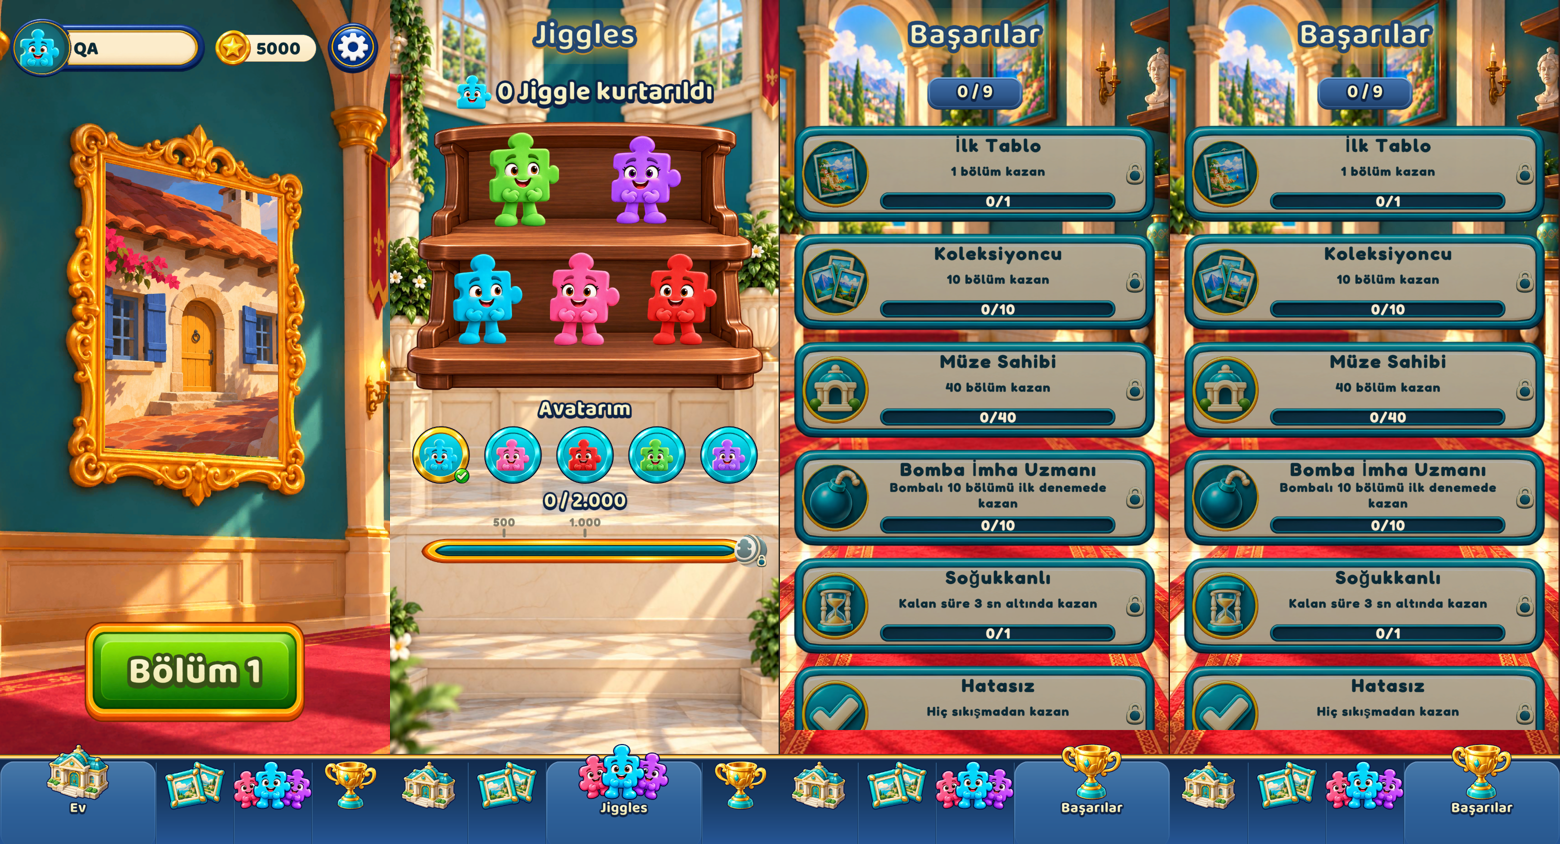 QA
5000
Bölüm 1
Ev
Jiggles
0 Jiggle kurtarıldı
Avatarım
0 / 2.000
500
1.000
Jiggles
Başarılar
0 / 9
İlk Tablo
1 bölüm kazan
0/1
Koleksiyoncu
10 bölüm kazan
0/10
Müze Sahibi
40 bölüm kazan
0/40
Bomba İmha Uzmanı
Bombalı 10 bölümü ilk denemede
kazan
0/10
Soğukkanlı
Kalan süre 3 sn altında kazan
0/1
Hatasız
Hiç sıkışmadan kazan
Başarılar
Başarılar
0 / 9
İlk Tablo
1 bölüm kazan
0/1
Koleksiyoncu
10 bölüm kazan
0/10
Müze Sahibi
40 bölüm kazan
0/40
Bomba İmha Uzmanı
Bombalı 10 bölümü ilk denemede
kazan
0/10
Soğukkanlı
Kalan süre 3 sn altında kazan
0/1
Hatasız
Hiç sıkışmadan kazan
Başarılar